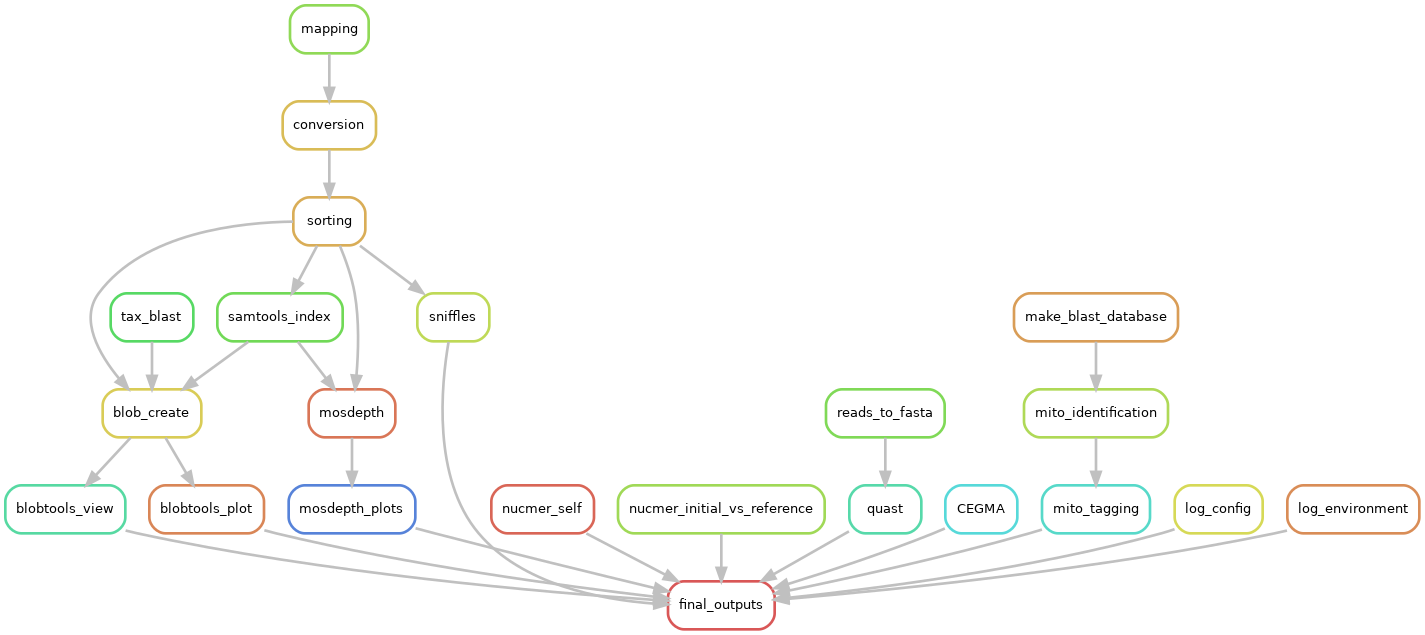 mapping
conversion
sorting
tax_blast
samtools_index
sniffles
make_blast_database
blob_create
mosdepth
reads_to_fasta
mito_identification
blobtools_view
blobtools_plot
mosdepth_plots
nucmer_self
nucmer_initial_vs_reference
quast
CEGMA
mito_tagging
log_config
log_environment
final_outputs